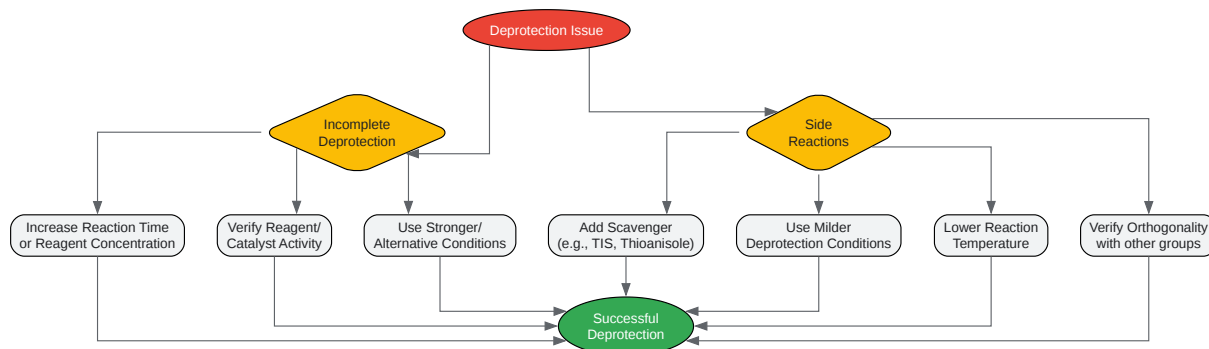 Deprotection Issue
Incomplete
Deprotection
Side
Reactions
Increase Reaction Time
or Reagent Concentration
Verify Reagent/
Catalyst Activity
Use Stronger/
Alternative Conditions
Add Scavenger
(e.g., TIS, Thioanisole)
Use Milder
Deprotection Conditions
Lower Reaction
Temperature
Verify Orthogonality
with other groups
Successful
Deprotection